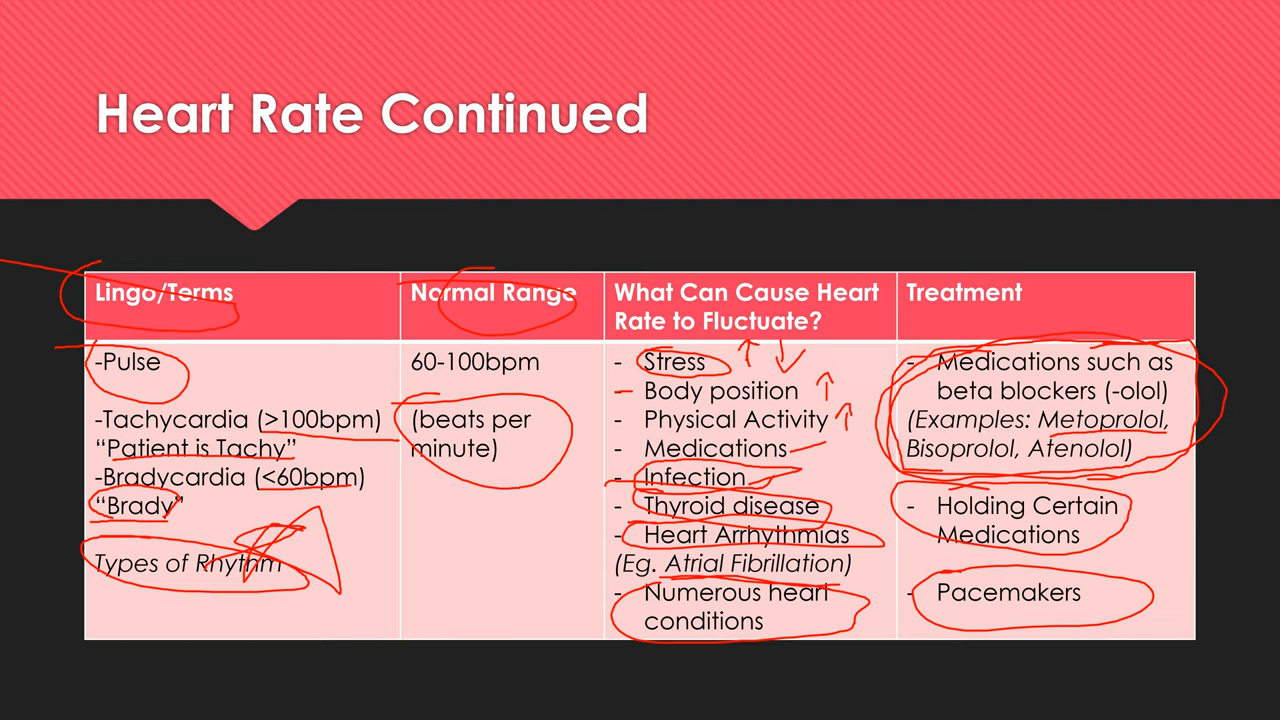 Heart Rate Continued
Lingo/Terms
Normal Range
What Can Cause Heart
Rate to Fluctuate?
Treatment
-Pulse
-Tachycardia (>100bpm)
“Patient is Tachy”
-Bradycardia (<60bpm)
“Brady”
Types of Rhythm
60-100bpm
(beats per
minute)
- Stress
- Body position
- Physical Activity
- Medications
- Infection
- Thyroid disease
- Heart Arrhythmias
(Eg. Atrial Fibrillation)
- Numerous heart
conditions
- Medications such as
beta blockers (-olol)
(Examples: Metoprolol,
Bisoprolol, Atenolol)
- Holding Certain
Medications
- Pacemakers